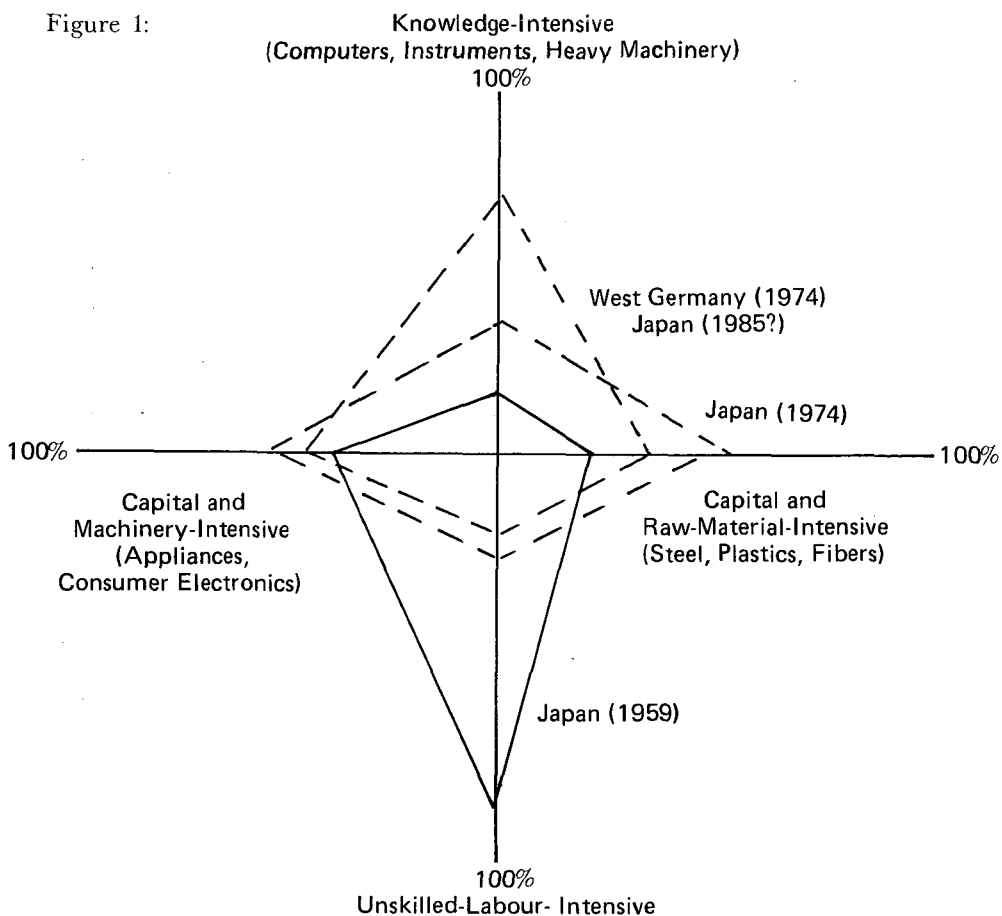 Figure 1:
Knowledge-Intensive
(Computers, Instruments, Heavy Machinery)
100%
West Germany (1974)
Japan (1985?)
Japan (1974)
100%
100%
Capital and
Machinery-Intensive
(Appliances,
Consumer Electronics)
Capital and
Raw-Material-Intensive
(Steel, Plastics, Fibers)
Japan (1959)
100%
Unskilled-Labour- Intensive